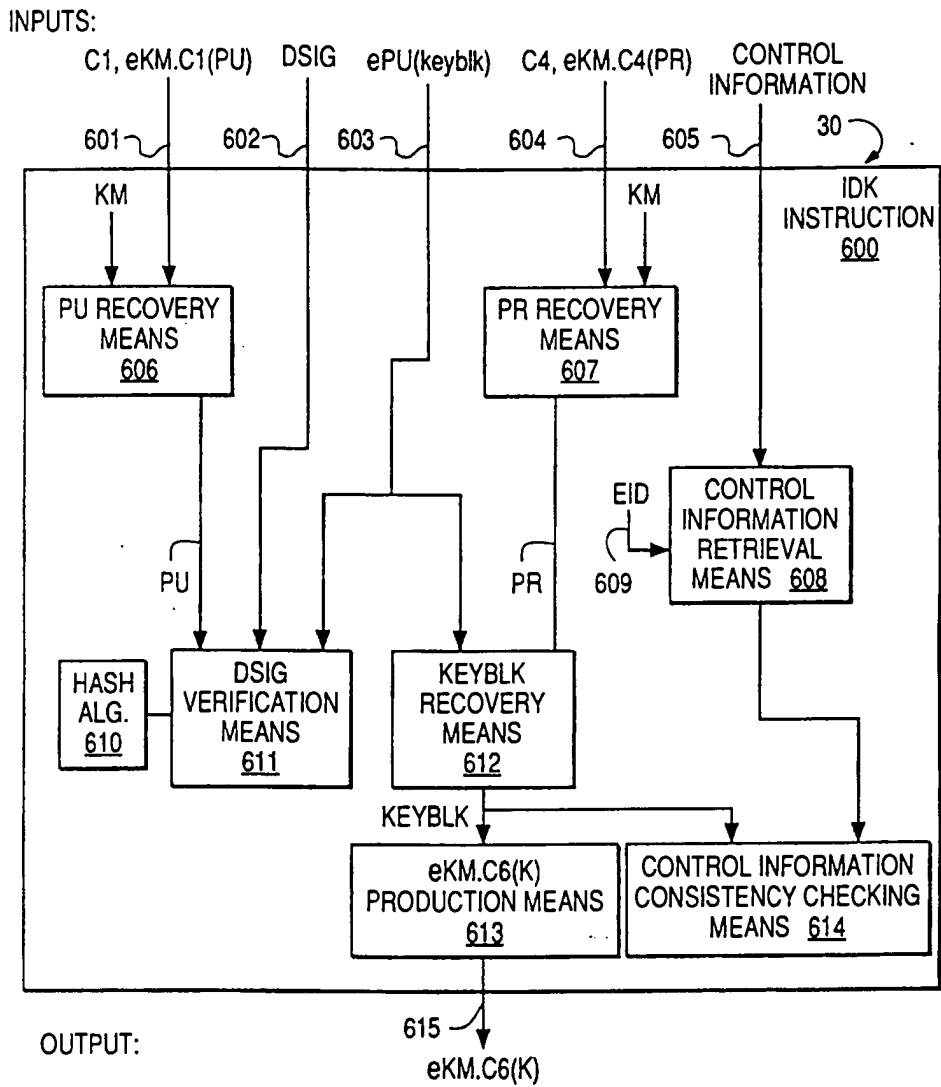 INPUTS:
C1, eKM.C1(PU)
DSIG
ePU(keyblk)
C4, eKM.C4(PR)
CONTROL
INFORMATION
601
602
603
604
605
30
KM
KM
IDK
INSTRUCTION
600
PU RECOVERY
MEANS
606
PR RECOVERY
MEANS
607
EID
609
CONTROL
INFORMATION
RETRIEVAL
MEANS 608
PU
PR
HASH
ALG.
610
DSIG
VERIFICATION
MEANS
611
KEYBLK
RECOVERY
MEANS
612
KEYBLK
eKM.C6(K)
PRODUCTION MEANS
613
CONTROL INFORMATION
CONSISTENCY CHECKING
MEANS 614
615
OUTPUT:
eKM.C6(K)